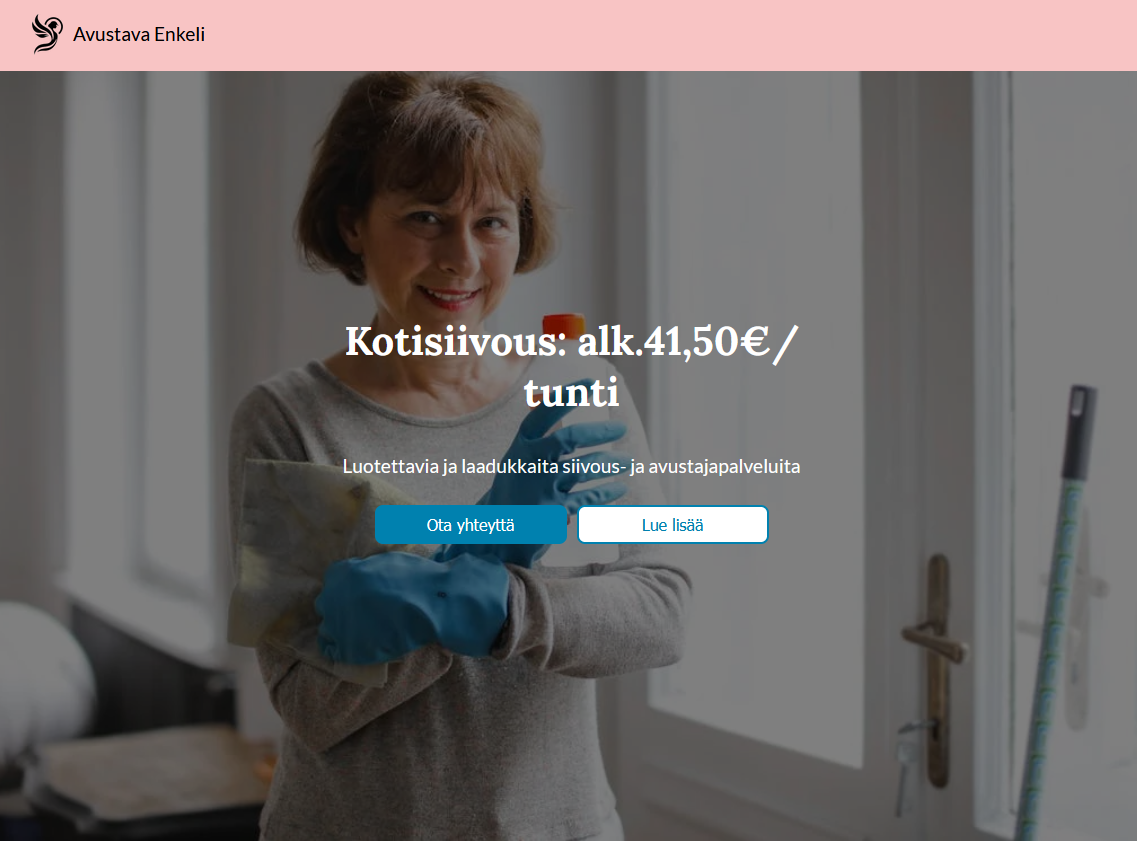 Avustava Enkeli
Kotisiivous: alk.41,50€/
tunti
Luotettavia ja laadukkaita siivous- ja avustajapalveluita
Ota yhteyttä
Lue lisää